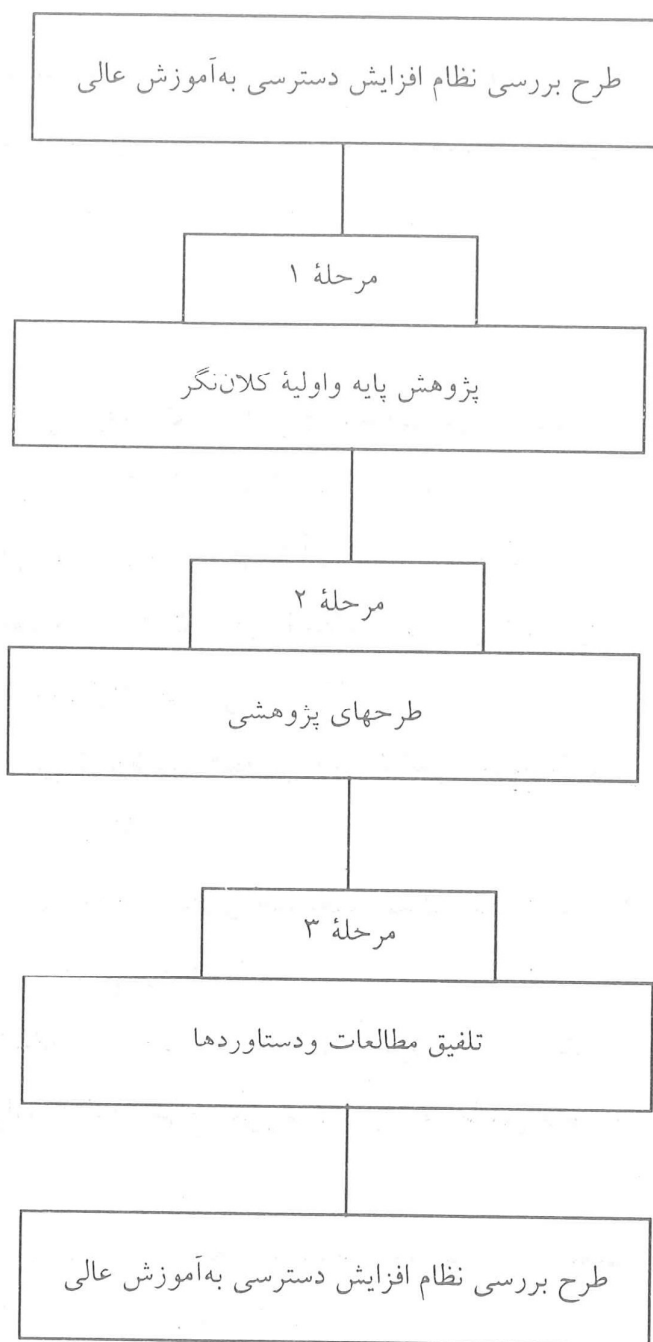 طرح بررسی نظام افزایش دسترسی به‌آموزش عالی
مرحلهٔ ۱
پژوهش پایه واولیهٔ کلان‌نگر
مرحلهٔ ۲
طرحهای پژوهشی
مرحلهٔ ۳
تلفیق مطالعات ودستاوردها
طرح بررسی نظام افزایش دسترسی به‌آموزش عالی